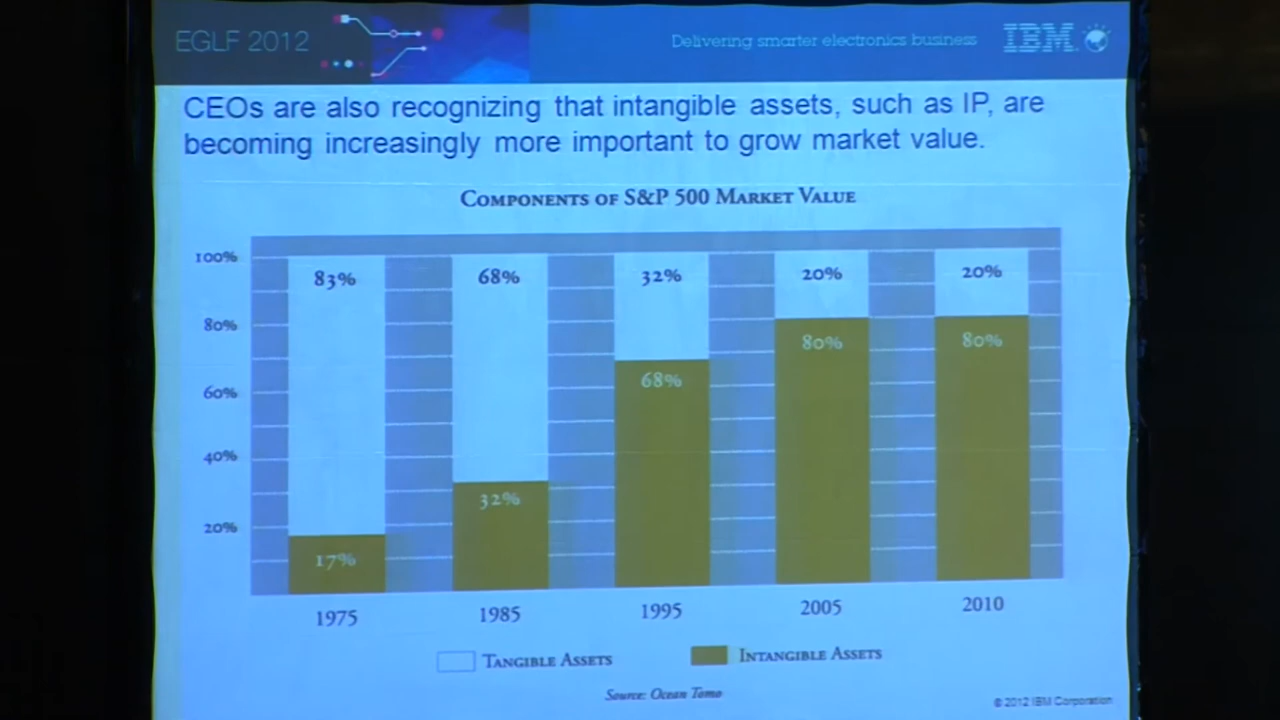 EGLF 2012
Delivering smarter electronics business
IBM
CEOs are also recognizing that intangible assets, such as IP, are
becoming increasingly more important to grow market value.
COMPONENTS OF S&P 500 MARKET VALUE
100%
80%
60%
40%
20%
83%
68%
32%
20%
20%
17%
32%
68%
80%
80%
1975
1985
1995
2005
2010
TANGIBLE ASSETS
INTANGIBLE ASSETS
Source: Ocean Tomo
© 2012 IBM Corporation